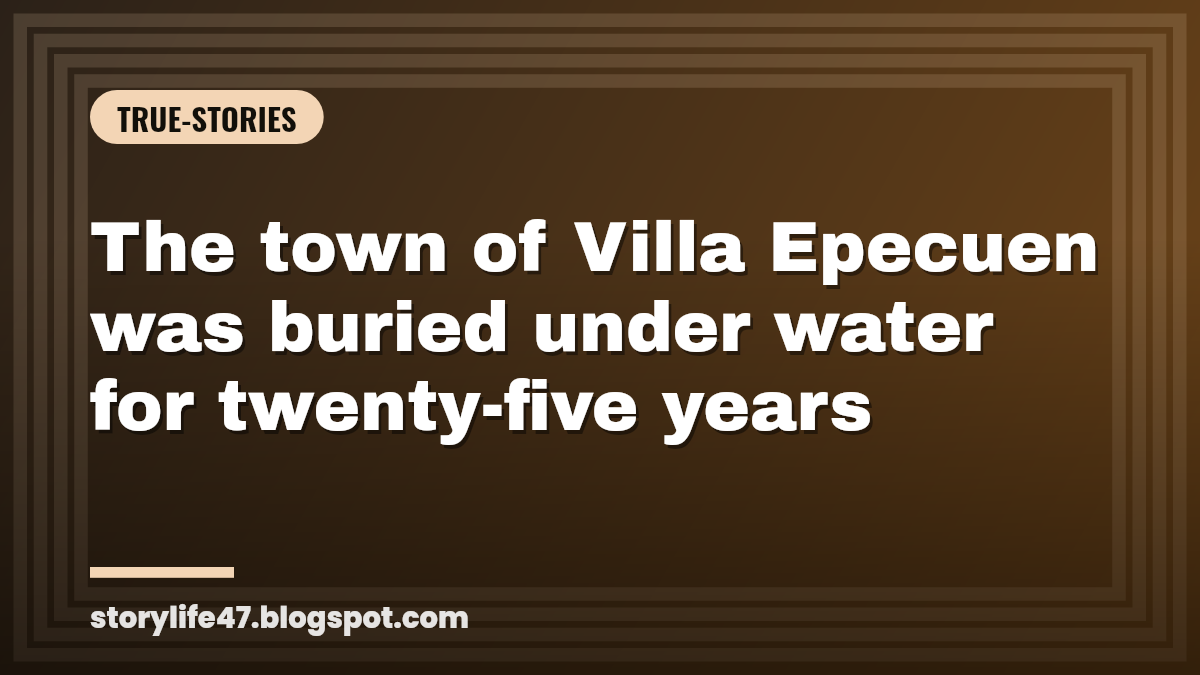 TRUE-STORIES
The town of Villa Epecuen
was buried under water
for twenty-five years
storylife47.blogspot.com